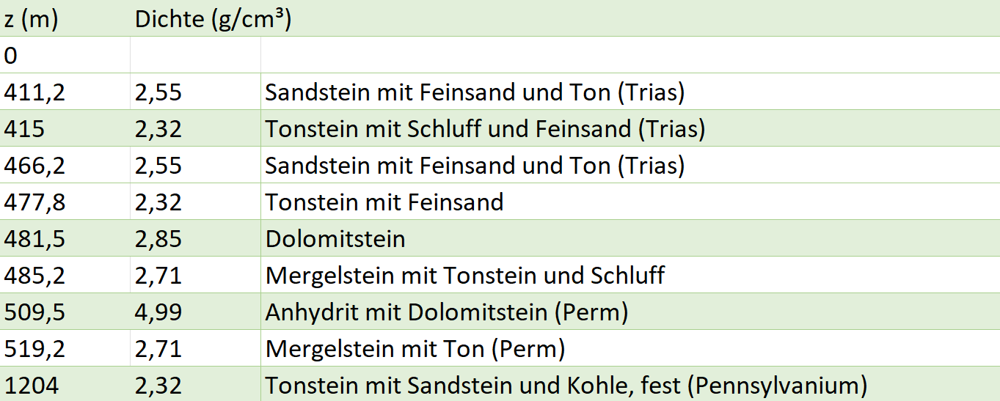 z (m) Dichte (g/cm³)
0
411,2 2,55 Sandstein mit Feinsand und Ton (Trias)
415 2,32 Tonstein mit Schluff und Feinsand (Trias)
466,2 2,55 Sandstein mit Feinsand und Ton (Trias)
477,8 2,32 Tonstein mit Feinsand
481,5 2,85 Dolomitstein
485,2 2,71 Mergelstein mit Tonstein und Schluff
509,5 4,99 Anhydrit mit Dolomitstein (Perm)
519,2 2,71 Mergelstein mit Ton (Perm)
1204 2,32 Tonstein mit Sandstein und Kohle, fest (Pennsylvanium)